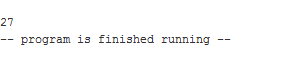 27
-- program is finished running --